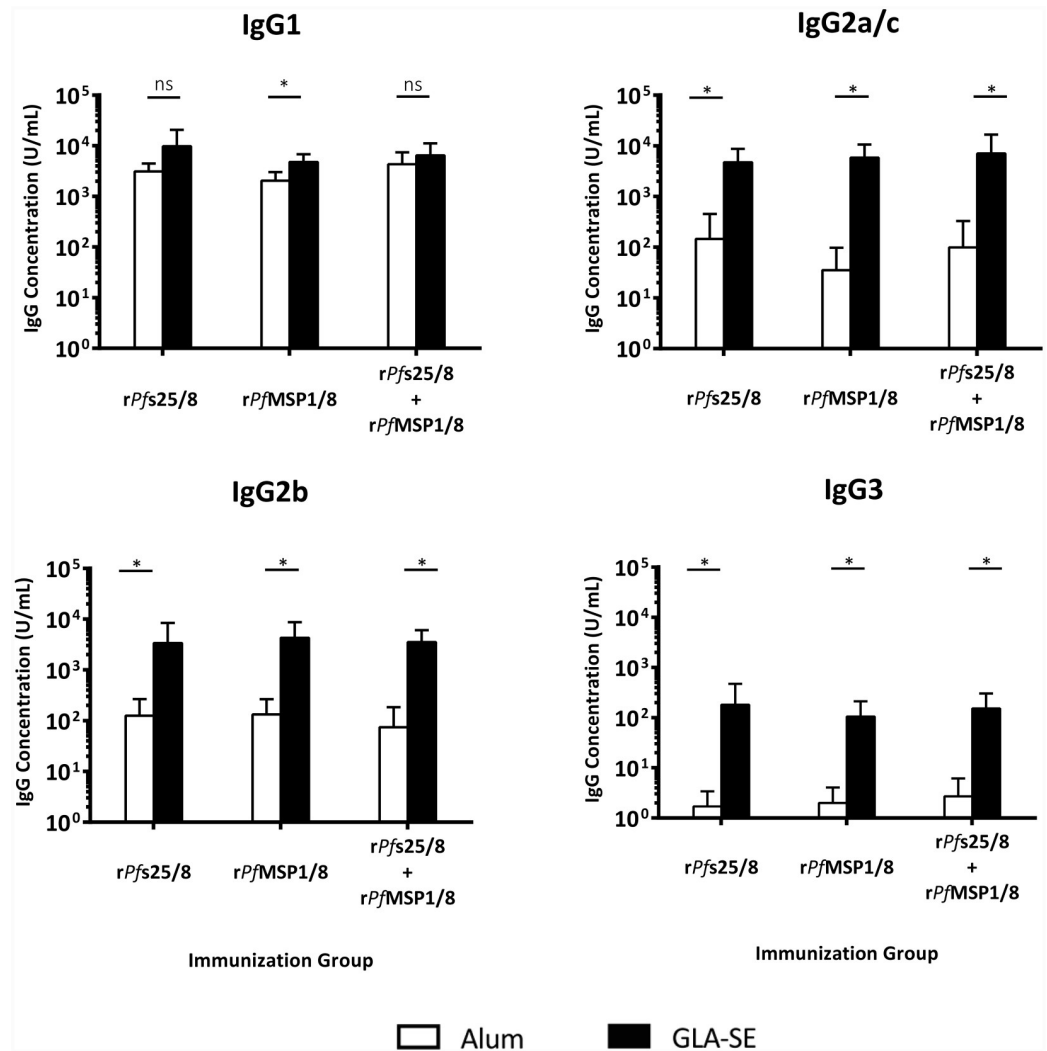 IgG1
IgG Concentration (U/mL)
10⁵
10⁴
10³
10²
10¹
10⁰
ns
*
ns
rPfs25/8
rPfMSP1/8
rPfs25/8
+
rPfMSP1/8
IgG2a/c
IgG Concentration (U/mL)
10⁵
10⁴
10³
10²
10¹
10⁰
*
*
*
rPfs25/8
rPfMSP1/8
rPfs25/8
+
rPfMSP1/8
IgG2b
IgG Concentration (U/mL)
10⁵
10⁴
10³
10²
10¹
10⁰
*
*
*
rPfs25/8
rPfMSP1/8
rPfs25/8
+
rPfMSP1/8
Immunization Group
IgG3
IgG Concentration (U/mL)
10⁵
10⁴
10³
10²
10¹
10⁰
*
*
*
rPfs25/8
rPfMSP1/8
rPfs25/8
+
rPfMSP1/8
Immunization Group
Alum
GLA-SE